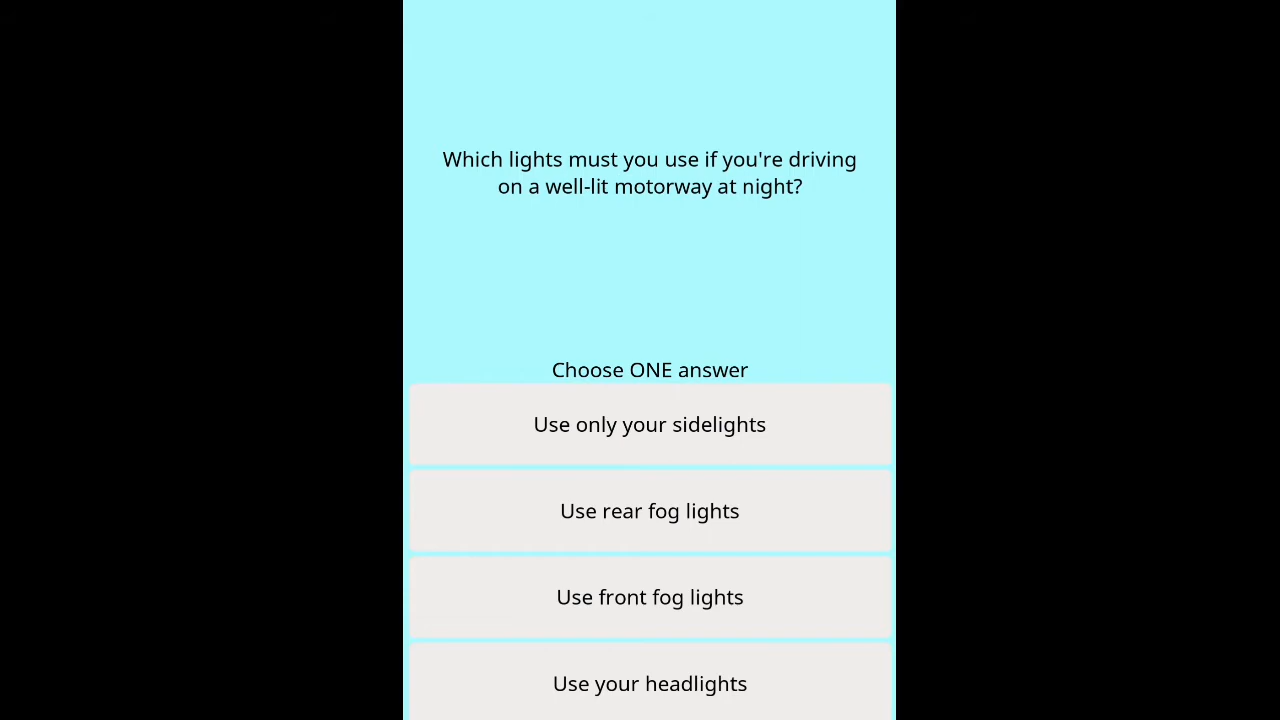 Which lights must you use if you're driving
on a well-lit motorway at night?
Choose ONE answer
Use only your sidelights
Use rear fog lights
Use front fog lights
Use your headlights